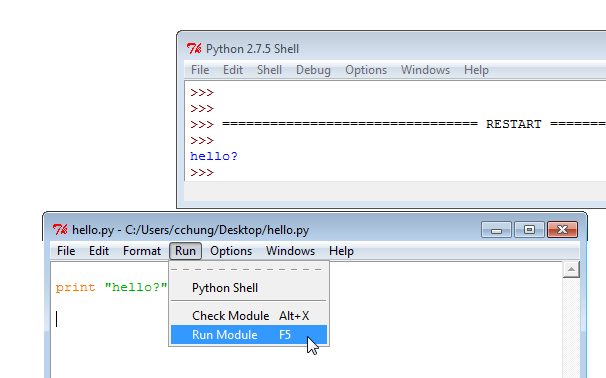 Python 2.7.5 Shell
File Edit Shell Debug Options Windows Help
>>>
>>>
>>> ================================ RESTART =======
>>>
hello?
>>>
hello.py - C:/Users/cchung/Desktop/hello.py
File Edit Format Run Options Windows Help
print "hello?"
Python Shell
Check Module Alt+X
Run Module F5